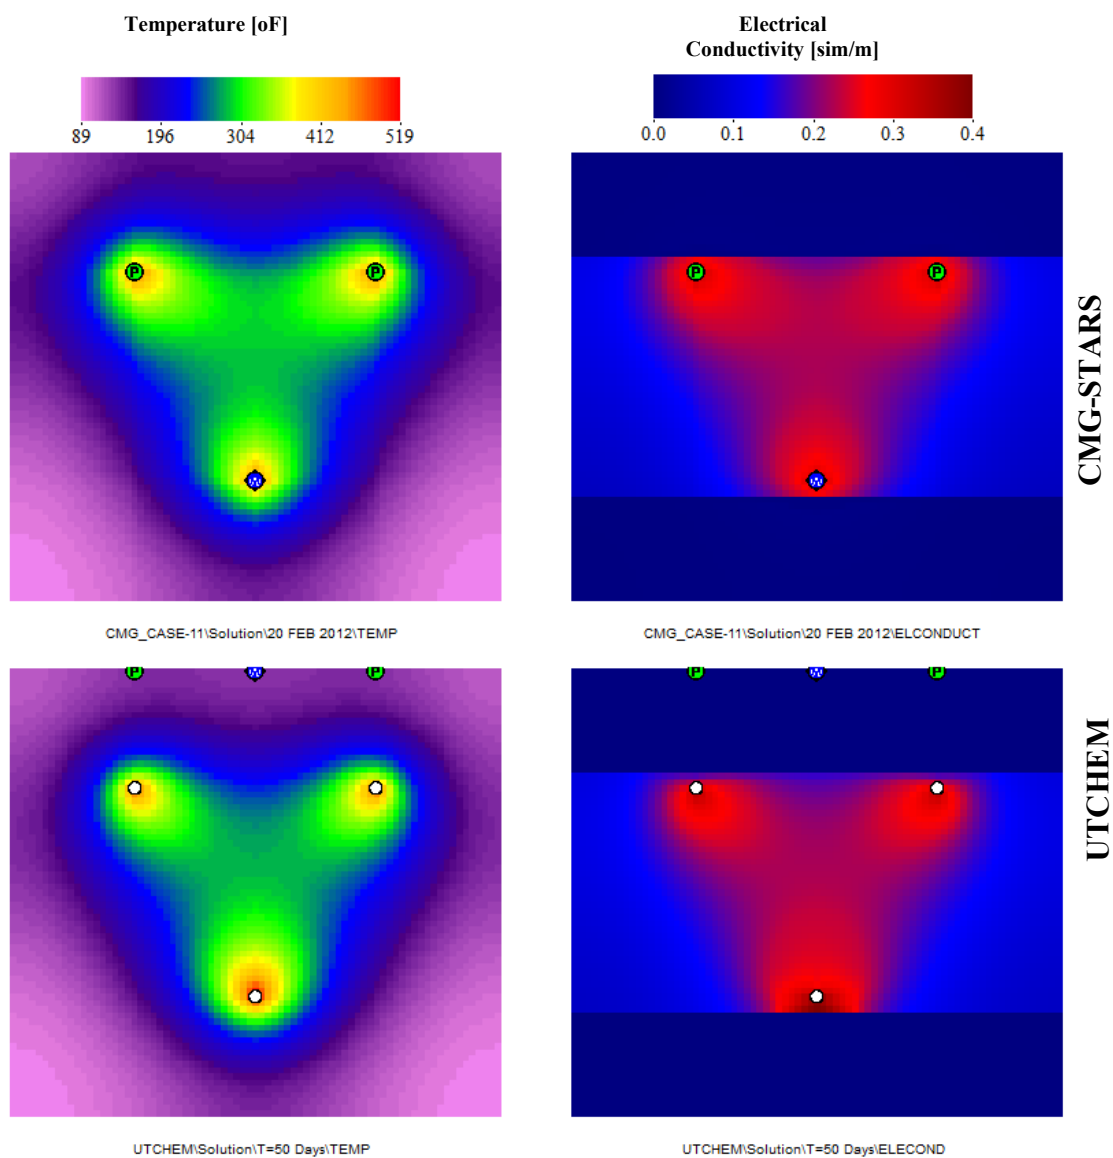 Temperature [oF]
Electrical
Conductivity [sim/m]
89 196 304 412 519
0.0 0.1 0.2 0.3 0.4
P P
P P
W
W
CMG-STARS
CMG_CASE-11\Solution\20 FEB 2012\TEMP
CMG_CASE-11\Solution\20 FEB 2012\ELCONDUCT
P W P
P W P
UTCHEM
UTCHEM\Solution\T=50 Days\TEMP
UTCHEM\Solution\T=50 Days\ELECOND